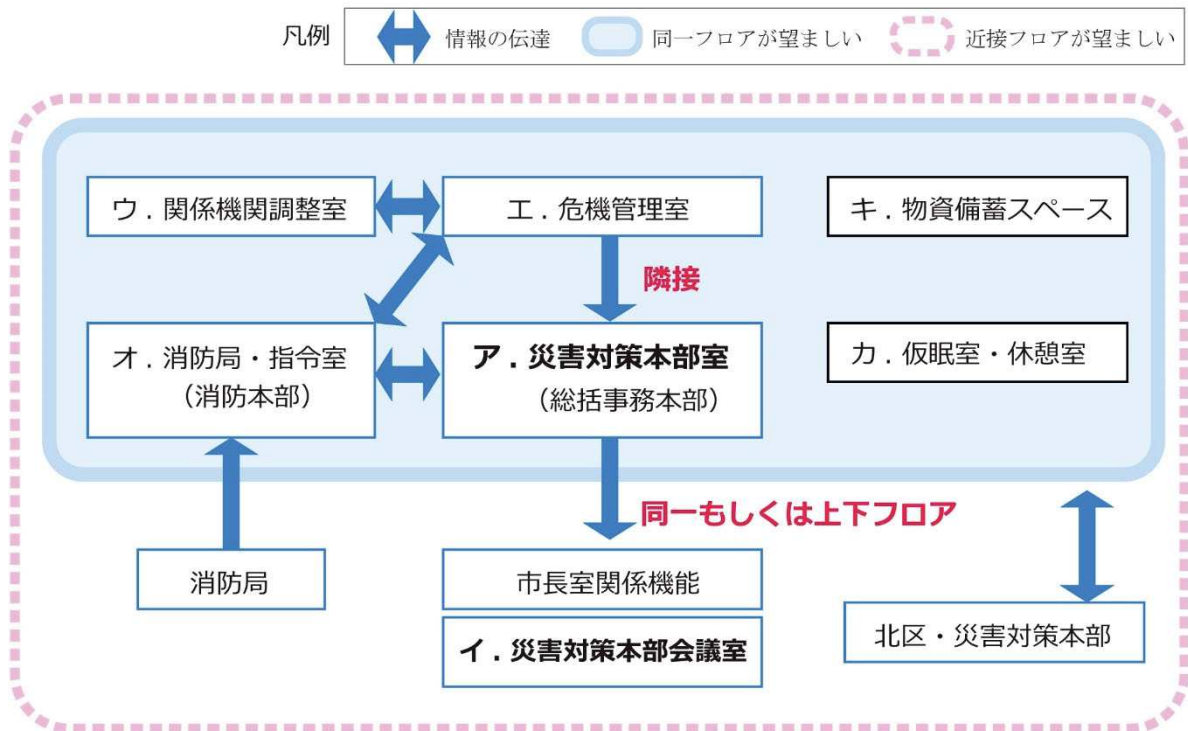 凡例
情報の伝達
同一フロアが望ましい
近接フロアが望ましい
ウ．関係機関調整室
エ．危機管理室
キ．物資備蓄スペース
隣接
オ．消防局・指令室
（消防本部）
ア．災害対策本部室
（総括事務本部）
カ．仮眠室・休憩室
同一もしくは上下フロア
消防局
市長室関係機能
イ．災害対策本部会議室
北区・災害対策本部